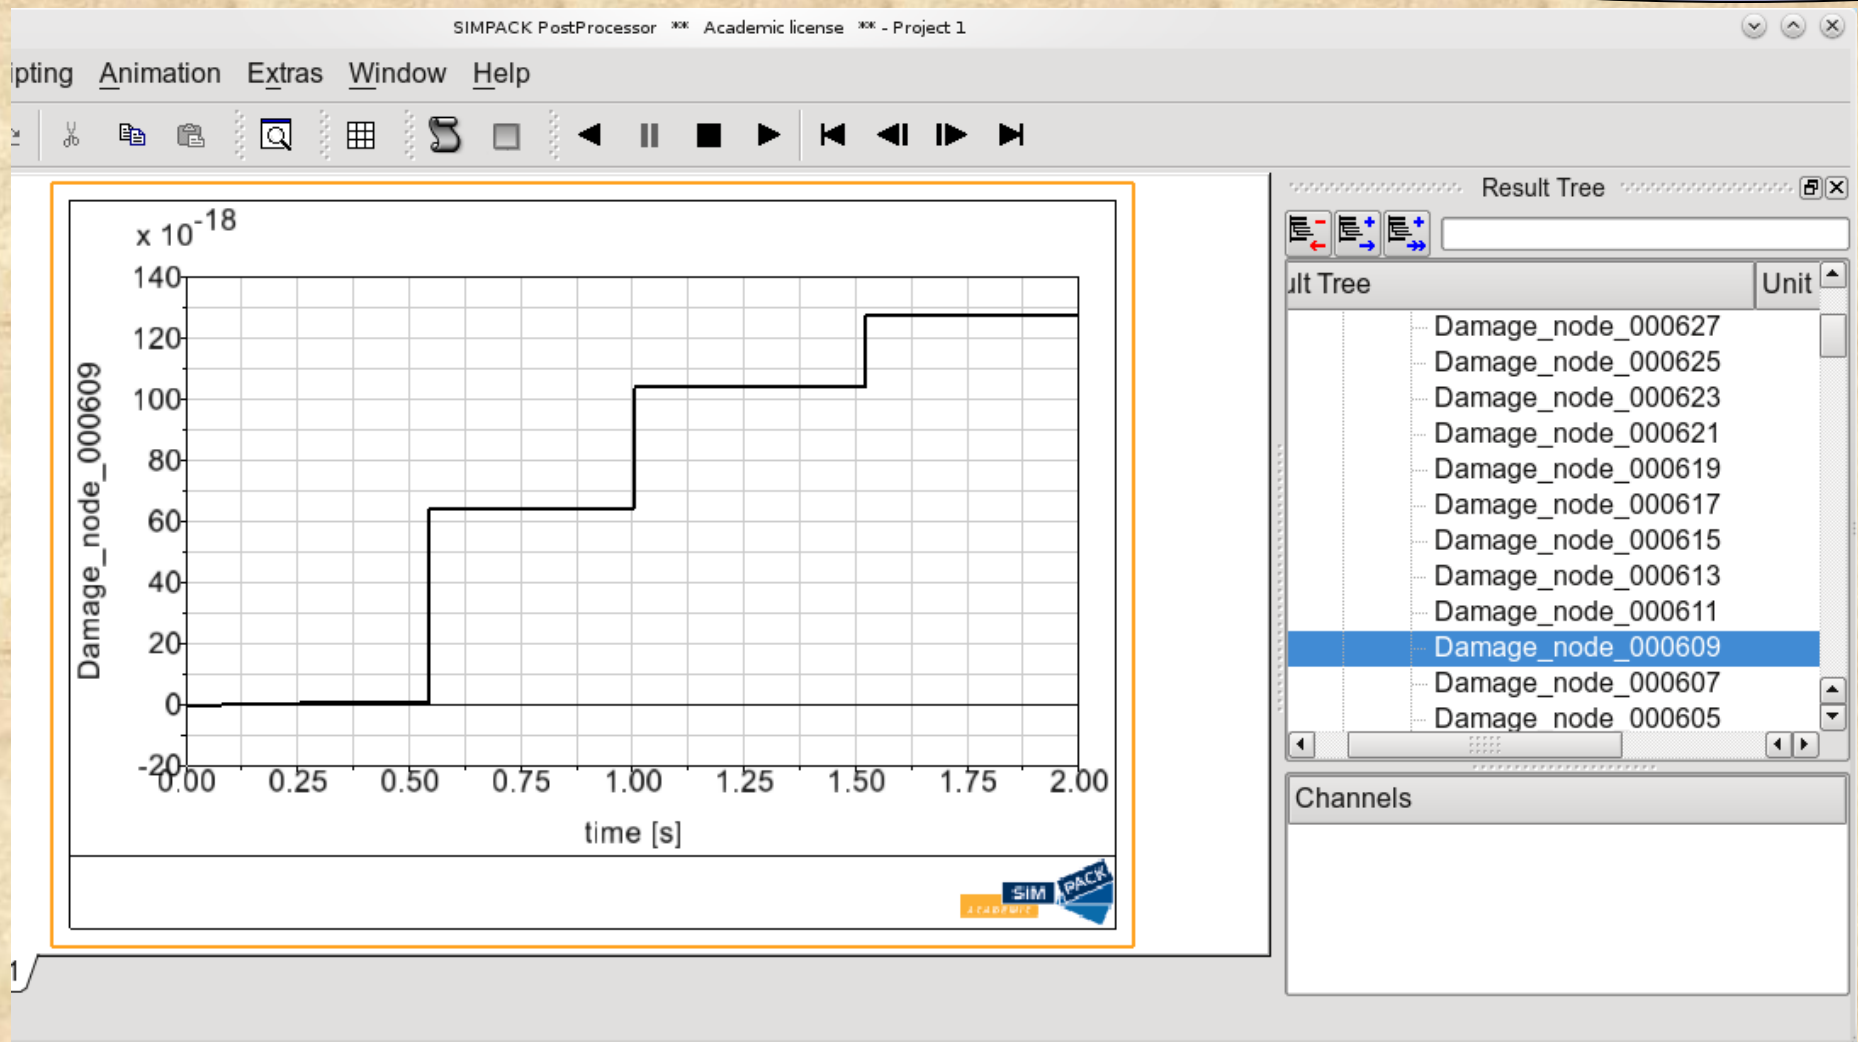 SIMPACK PostProcessor ** Academic license ** - Project 1
ipting Animation Extras Window Help
Result Tree
x 10-18
140
120
100
80
60
40
20
0
-20
Damage_node_000609
0.00 0.25 0.50 0.75 1.00 1.25 1.50 1.75 2.00
time [s]
SIM PACK
ACADEMIC
ult Tree Unit
Damage_node_000627
Damage_node_000625
Damage_node_000623
Damage_node_000621
Damage_node_000619
Damage_node_000617
Damage_node_000615
Damage_node_000613
Damage_node_000611
Damage_node_000609
Damage_node_000607
Damage_node_000605
Channels
1